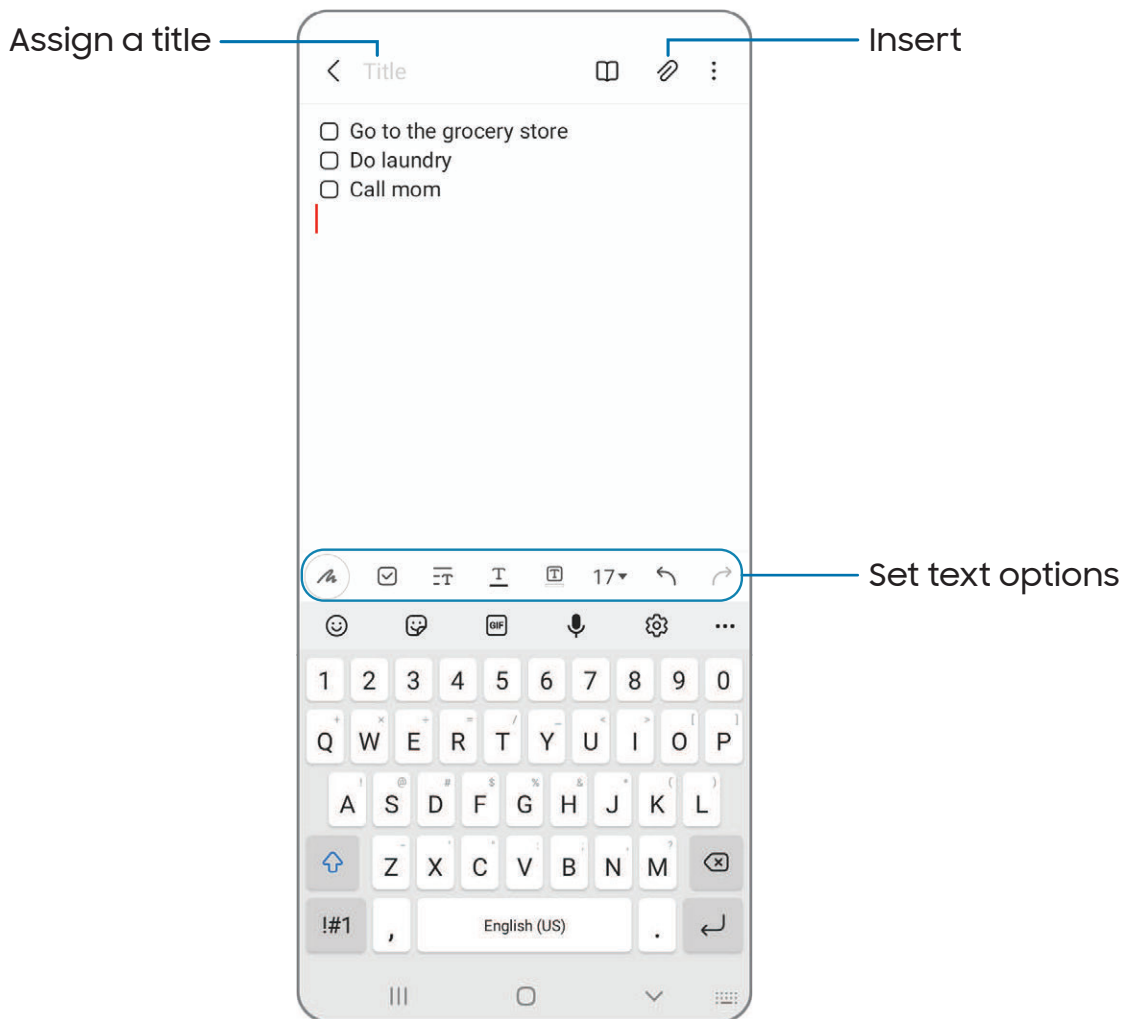 Assign a title
Insert
Title
Go to the grocery store
Do laundry
Call mom
T T T 17
Set text options
GIF
1 2 3 4 5 6 7 8 9 0
+ × ÷ = / _ < > [ ]
Q W E R T Y U I O P
! @ # $ % & * ( )
A S D F G H J K L
Z X C V B N M
!#1 , English (US) .